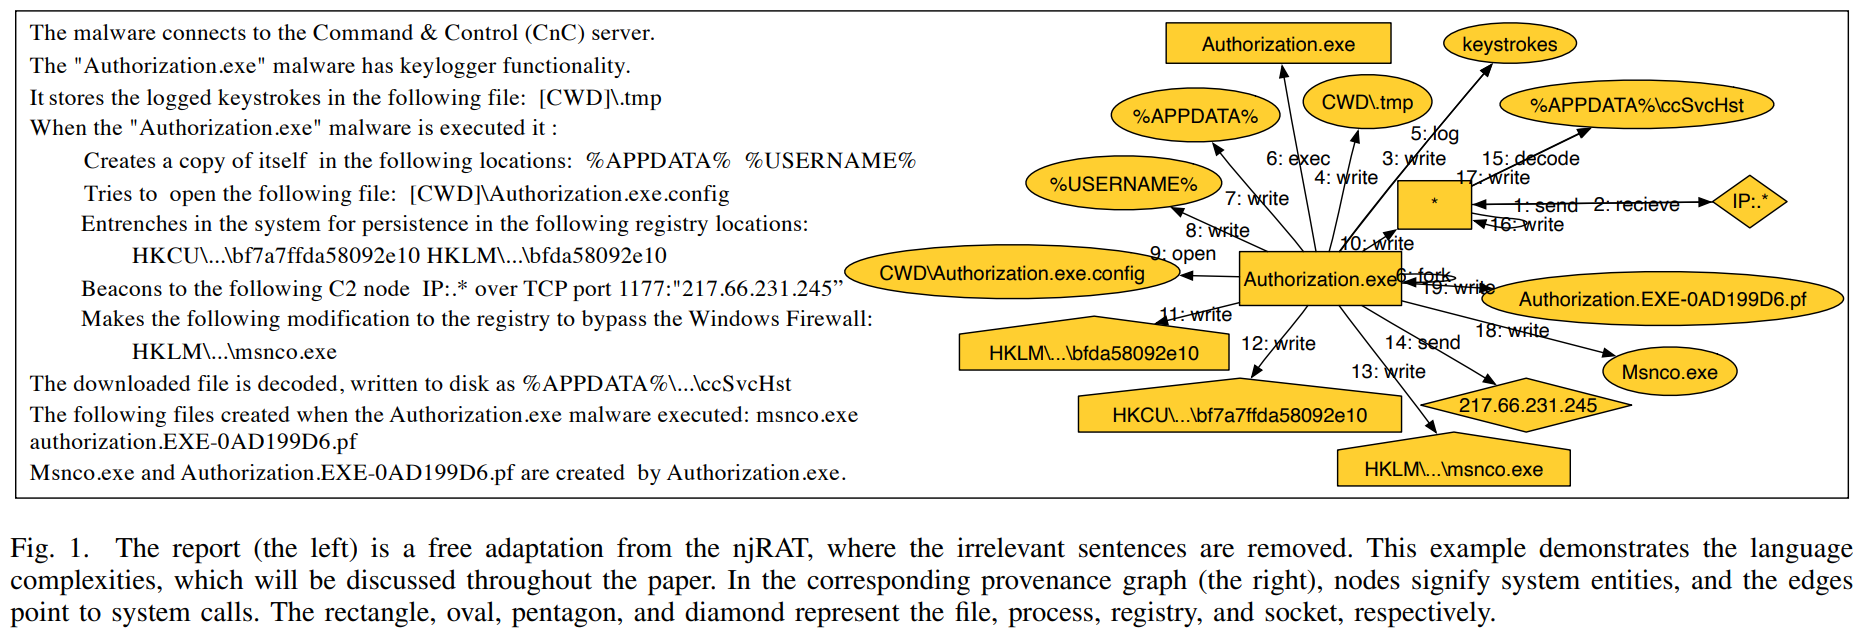 The malware connects to the Command & Control (CnC) server.
The "Authorization.exe" malware has keylogger functionality.
It stores the logged keystrokes in the following file: [CWD]\.tmp
When the "Authorization.exe" malware is executed it :
Creates a copy of itself in the following locations: %APPDATA% %USERNAME%
Tries to open the following file: [CWD]\Authorization.exe.config
Entrenches in the system for persistence in the following registry locations:
HKCU\...\bf7a7ffda58092e10 HKLM\...\bfda58092e10
Beacons to the following C2 node IP:.* over TCP port 1177:"217.66.231.245”
Makes the following modification to the registry to bypass the Windows Firewall:
HKLM\...\msnco.exe
The downloaded file is decoded, written to disk as %APPDATA%\...\ccSvcHst
The following files created when the Authorization.exe malware executed: msnco.exe
authorization.EXE-0AD199D6.pf
Msnco.exe and Authorization.EXE-0AD199D6.pf are created by Authorization.exe.
Authorization.exe
keystrokes
%APPDATA%
CWD\.tmp
%APPDATA%\ccSvcHst
5: log
6: exec
3: write
15: decode
4: write
17: write
%USERNAME%
7: write
*
IP:.*
1: send
2: recieve
16: write
8: write
10: write
9: open
CWD\Authorization.exe.config
Authorization.exe
6: fork
19: write
Authorization.EXE-0AD199D6.pf
11: write
18: write
12: write
14: send
HKLM\...\bfda58092e10
13: write
Msnco.exe
217.66.231.245
HKCU\...\bf7a7ffda58092e10
HKLM\...\msnco.exe
Fig. 1. The report (the left) is a free adaptation from the njRAT, where the irrelevant sentences are removed. This example demonstrates the language
complexities, which will be discussed throughout the paper. In the corresponding provenance graph (the right), nodes signify system entities, and the edges
point to system calls. The rectangle, oval, pentagon, and diamond represent the file, process, registry, and socket, respectively.